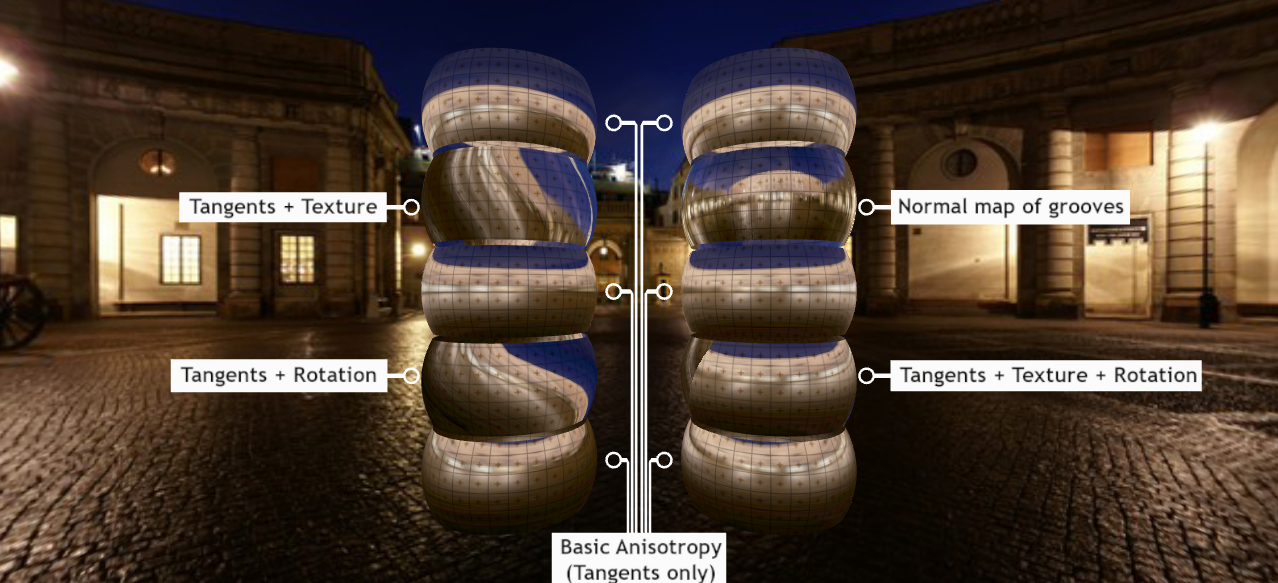 Tangents + Texture
Normal map of grooves
Tangents + Rotation
Tangents + Texture + Rotation
Basic Anisotropy
(Tangents only)